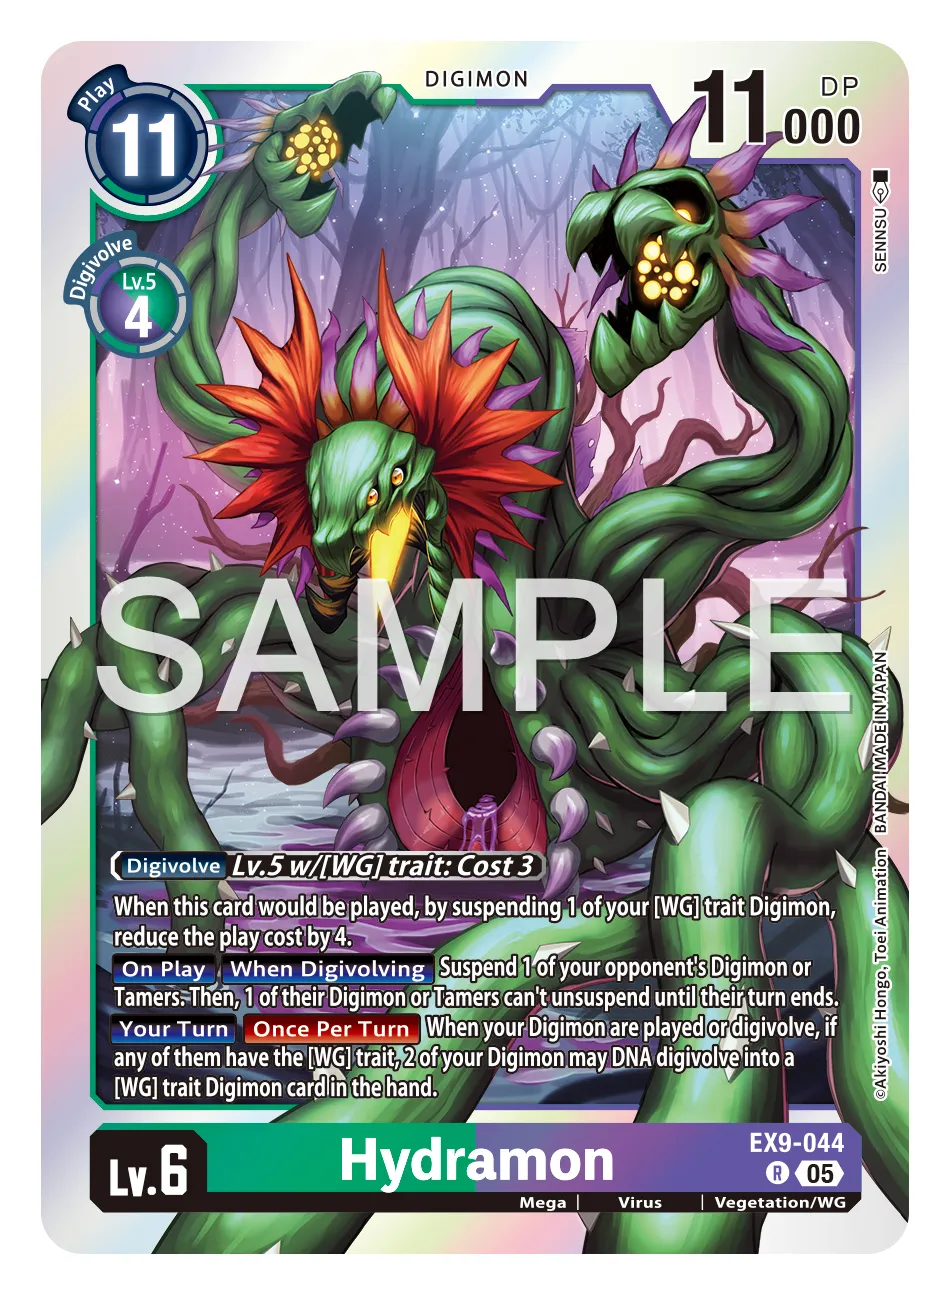 DIGIMON
Play
11
11000
DP
Digivolve
Lv.5
4
SENNSU
SAMPLE
BANDAI MADE IN JAPAN
©Akiyoshi Hongo, Toei Animation
Digivolve Lv.5 w/[WG] trait: Cost 3
When this card would be played, by suspending 1 of your [WG] trait Digimon,
reduce the play cost by 4.
On Play When Digivolving Suspend 1 of your opponent's Digimon or
Tamers. Then, 1 of their Digimon or Tamers can't unsuspend until their turn ends.
Your Turn Once Per Turn When your Digimon are played or digivolve, if
any of them have the [WG] trait, 2 of your Digimon may DNA digivolve into a
[WG] trait Digimon card in the hand.
Lv.6
Hydramon
EX9-044
R 05
Mega | Virus | Vegetation/WG